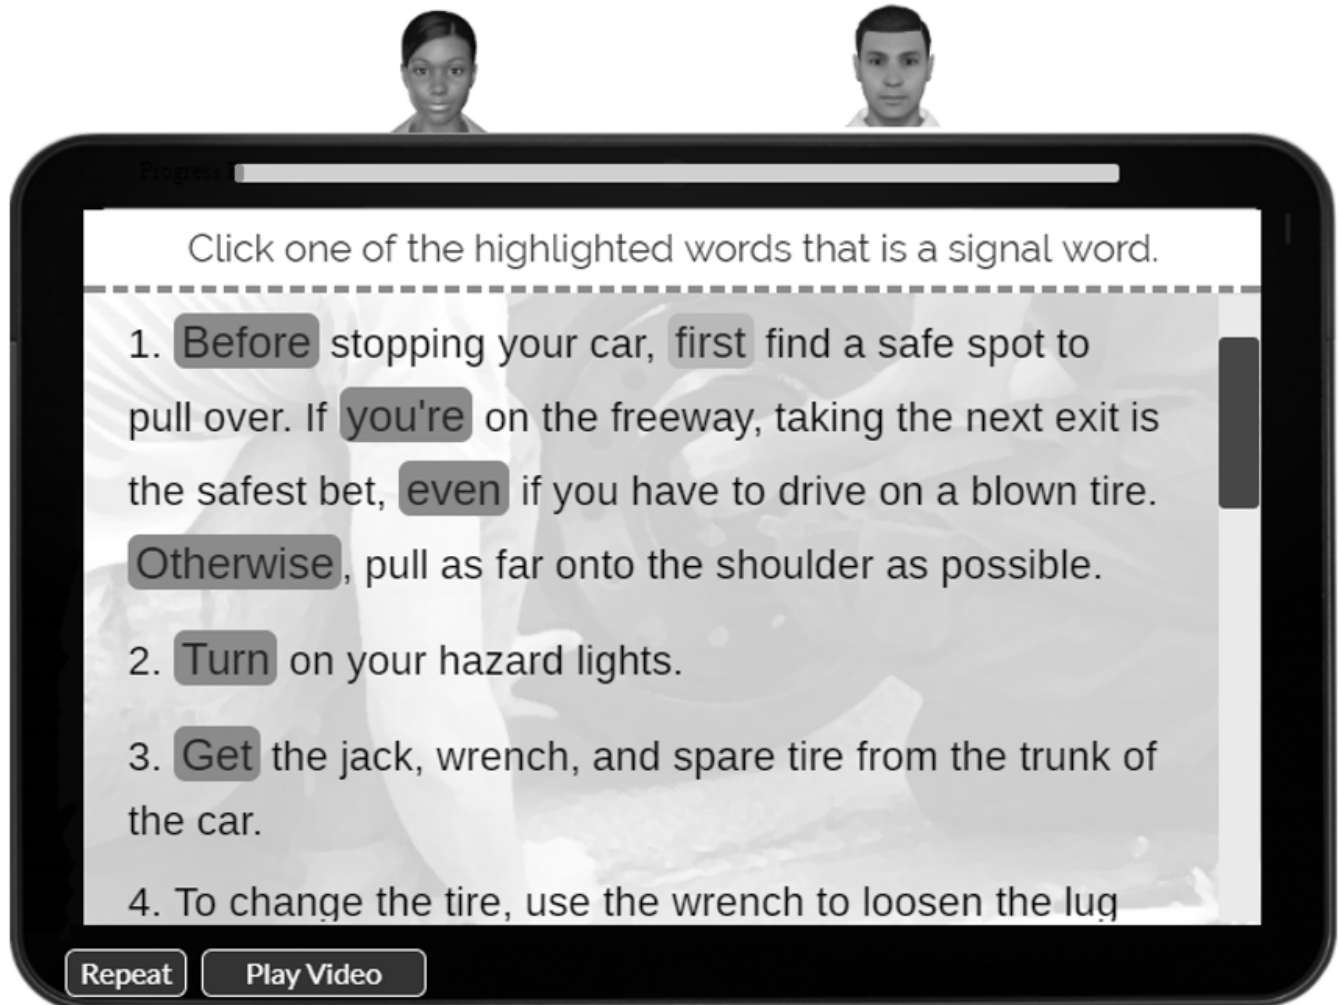 Progress
Click one of the highlighted words that is a signal word.
1. Before stopping your car, first find a safe spot to
pull over. If you're on the freeway, taking the next exit is
the safest bet, even if you have to drive on a blown tire.
Otherwise, pull as far onto the shoulder as possible.
2. Turn on your hazard lights.
3. Get the jack, wrench, and spare tire from the trunk of
the car.
4. To change the tire, use the wrench to loosen the lug
Repeat Play Video